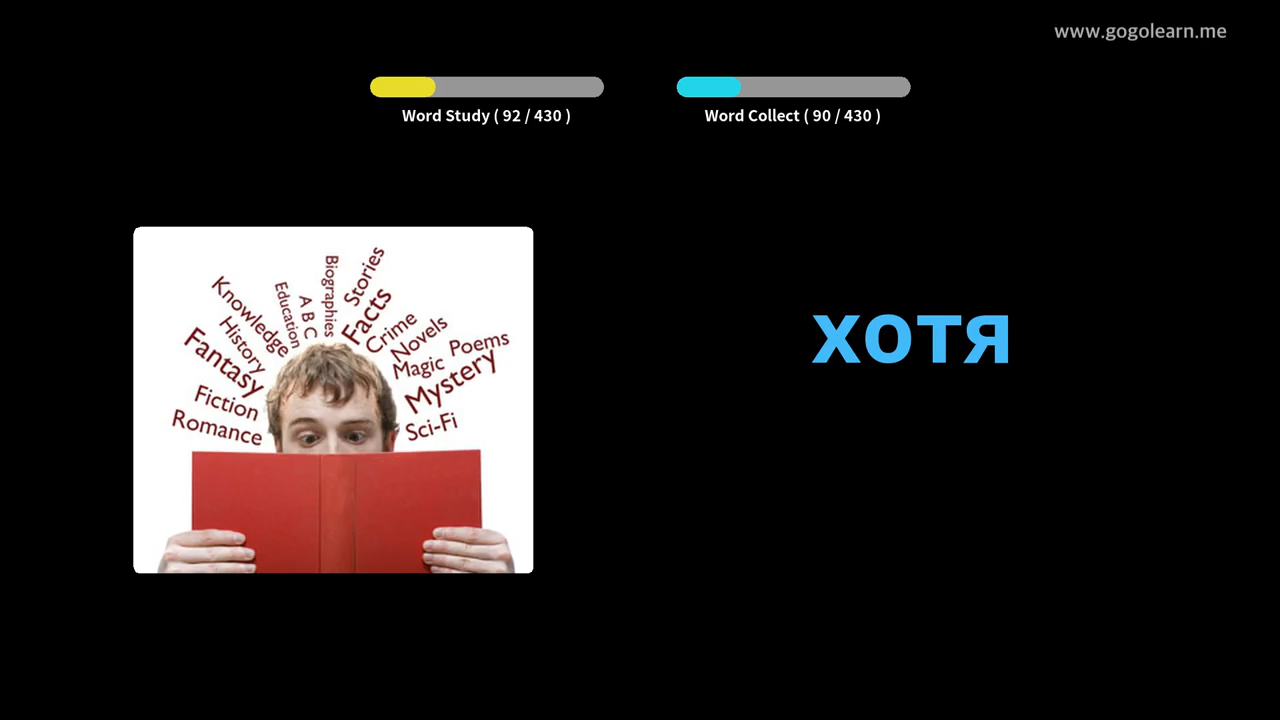 www.gogolearn.me
Word Study ( 92 / 430 )
Word Collect ( 90 / 430 )
Biographies
Stories
Knowledge
Education
A B C
Facts
History
Crime
Novels
Fantasy
Magic
Poems
Mystery
Fiction
Romance
Sci-Fi
хотя